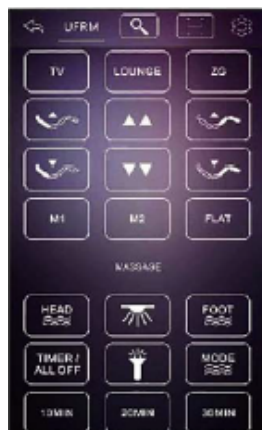 UFRM
TV LOUNGE ZG
M1 M2 FLAT
MASSAGE
HEAD FOOT
TIMER / MODE
ALL OFF
10MIN 20MIN 30MIN